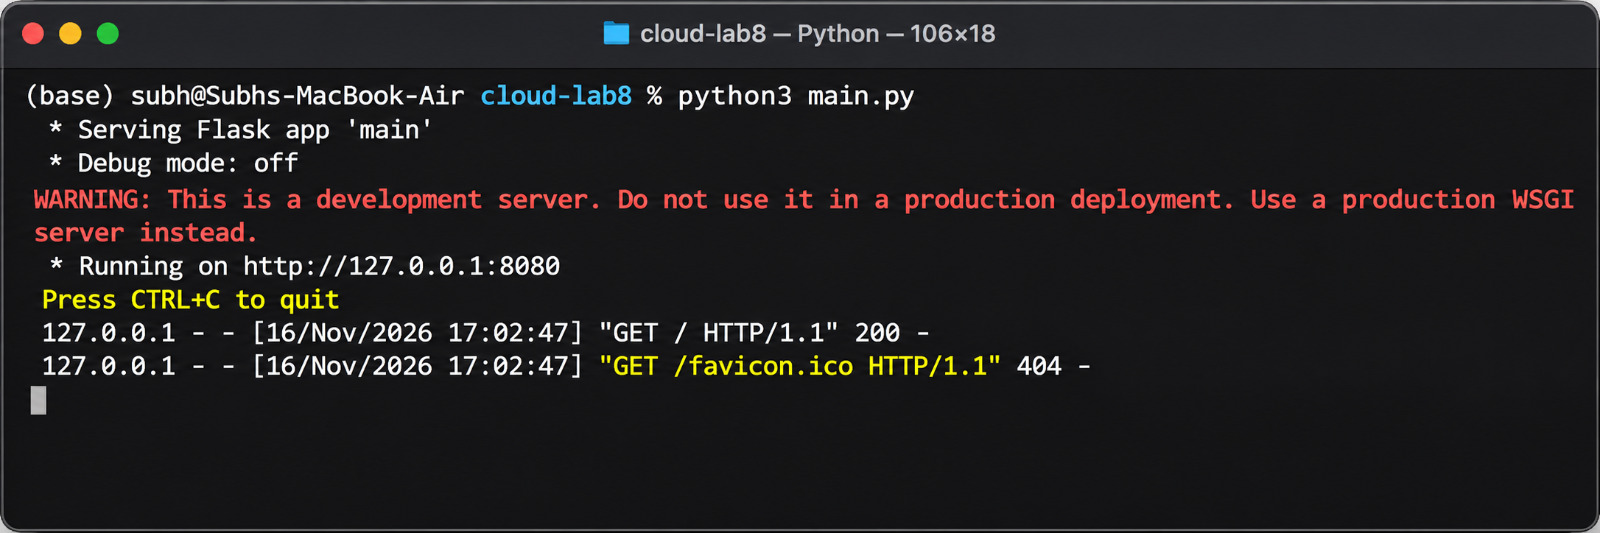 cloud-lab8 — Python — 106×18
(base) subh@Subhs-MacBook-Air cloud-lab8 % python3 main.py
* Serving Flask app 'main'
* Debug mode: off
WARNING: This is a development server. Do not use it in a production deployment. Use a production WSGI
server instead.
* Running on http://127.0.0.1:8080
Press CTRL+C to quit
127.0.0.1 - - [16/Nov/2026 17:02:47] "GET / HTTP/1.1" 200 -
127.0.0.1 - - [16/Nov/2026 17:02:47] "GET /favicon.ico HTTP/1.1" 404 -